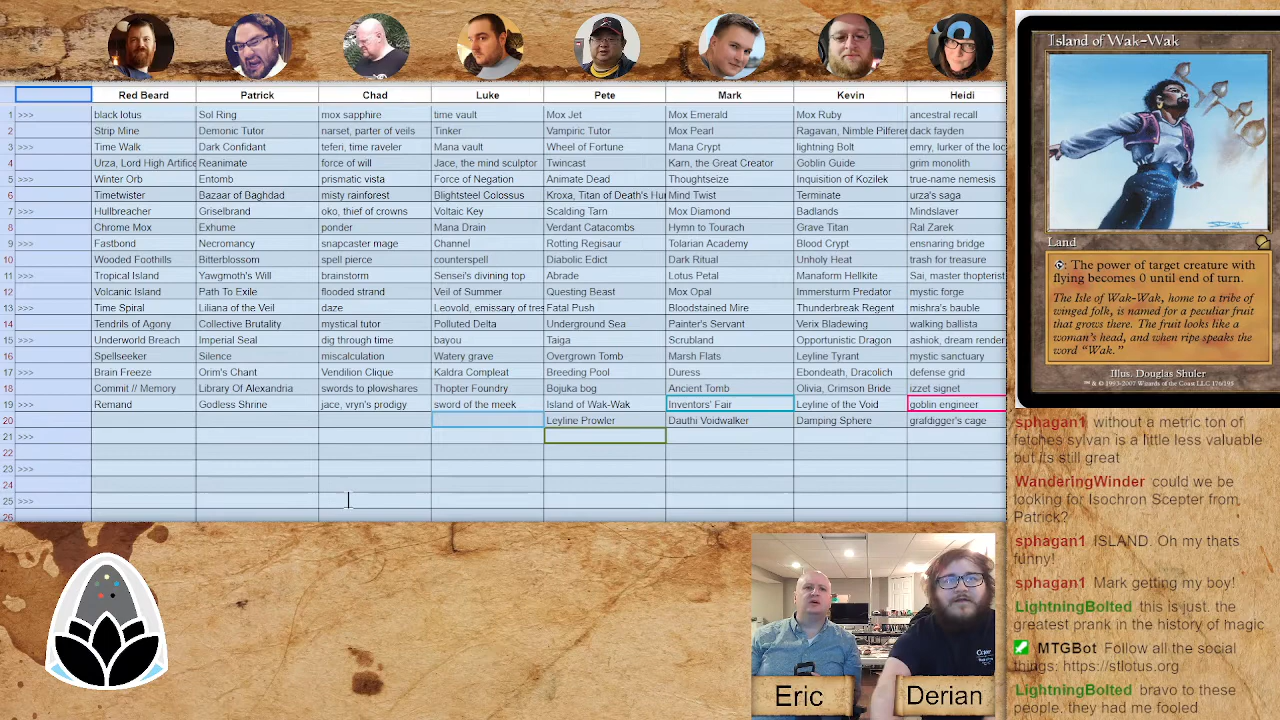 Red Beard Patrick Chad Luke Pete Mark Kevin Heidi
1 >>> black lotus Sol Ring mox sapphire time vault Mox Jet Mox Emerald Mox Ruby ancestral recall
2 Strip Mine Demonic Tutor narset, parter of veils Tinker Vampiric Tutor Mox Pearl Ragavan, Nimble Pilferer dack fayden
3 >>> Time Walk Dark Confidant teferi, time raveler Mana vault Wheel of Fortune Mana Crypt lightning Bolt emry, lurker of the loc
4 Urza, Lord High Artifice Reanimate force of will Jace, the mind sculptor Twincast Karn, the Great Creator Goblin Guide grim monolith
5 >>> Winter Orb Entomb prismatic vista Force of Negation Animate Dead Thoughtseize Inquisition of Kozilek true-name nemesis
6 Timetwister Bazaar of Baghdad misty rainforest Blightsteel Colossus Kroxa, Titan of Death's Hun Mind Twist Terminate urza's saga
7 >>> Hullbreacher Griselbrand oko, thief of crowns Voltaic Key Scalding Tarn Mox Diamond Badlands Mindslaver
8 Chrome Mox Exhume ponder Mana Drain Verdant Catacombs Hymn to Tourach Grave Titan Ral Zarek
9 >>> Fastbond Necromancy snapcaster mage Channel Rotting Regisaur Tolarian Academy Blood Crypt ensnaring bridge
10 Wooded Foothills Bitterblossom spell perce counterspell Diabolic Edict Dark Ritual Unholy Heat trash for treasure
11 >>> Tropical Island Yawgmoth's Will brainstorm Sensei's divining top Abrade Lotus Petal Manaform Hellkite Sai, master thopterist
12 Volcanic Island Path To Exile flooded strand Veil of Summer Questing Beast Mox Opal Immersturm Predator mystic forge
13 >>> Time Spiral Liliana of the Veil daze Leovold, emissary of tres Fatal Push Bloodstained Mire Thunderbreak Regent mishra's bauble
14 Tendrils of Agony Collective Brutality mystical tutor Polluted Delta Underground Sea Painter's Servant Verix Bladewing walking ballista
15 >>> Underworld Breach Imperial Seal dig through time bayou Taiga Scrubland Opportunistic Dragon ashiok, dream render
16 Spellseeker Silence miscalculation Watery grave Overgrown Tomb Marsh Flats Leyline Tyrant mystic sanctuary
17 >>> Brain Freeze Orim's Chant Vendilion Clique Kaldra Compleat Breeding Pool Duress Ebondeath, Dracolich defense grid
18 Commit // Memory Library Of Alexandria swords to plowshares Thopter Foundry Bojuka bog Ancient Tomb Olivia, Crimson Bride izzet signet
19 >>> Remand Godless Shrine jace, vryn's prodigy sword of the meek Island of Wak-Wak Inventors' Fair Leyline of the Void goblin engineer
20 Leyline Prowler Dauthi Voidwalker Damping Sphere grafdigger's cage
21 >>>
22
23 >>>
24
25 >>>
26
Island of Wak-Wak
Land
: The power of target creature with
flying becomes 0 until end of turn.
The Isle of Wak-Wak, home to a tribe of
winged folk, is named for a peculiar fruit
that grows there. The fruit looks like a
woman's head, and when ripe speaks the
word "Wak."
Illus. Douglas Shuler
™ & © 1993-2007 Wizards of the Coast LLC 176/195
sphagan1 without a metric ton of
fetches sylvan is a little less valuable
but its still great
WanderingWinder could we be
looking for Isochron Scepter from
Patrick?
sphagan1 ISLAND. Oh my thats
funny!
sphagan1 Mark getting my boy!
LightningBolted this is just. the
greatest prank in the history of magic
MTGBot Follow all the social
things: https://stlotus.org
LightningBolted bravo to these
people. they had me fooled
Eric
Derian